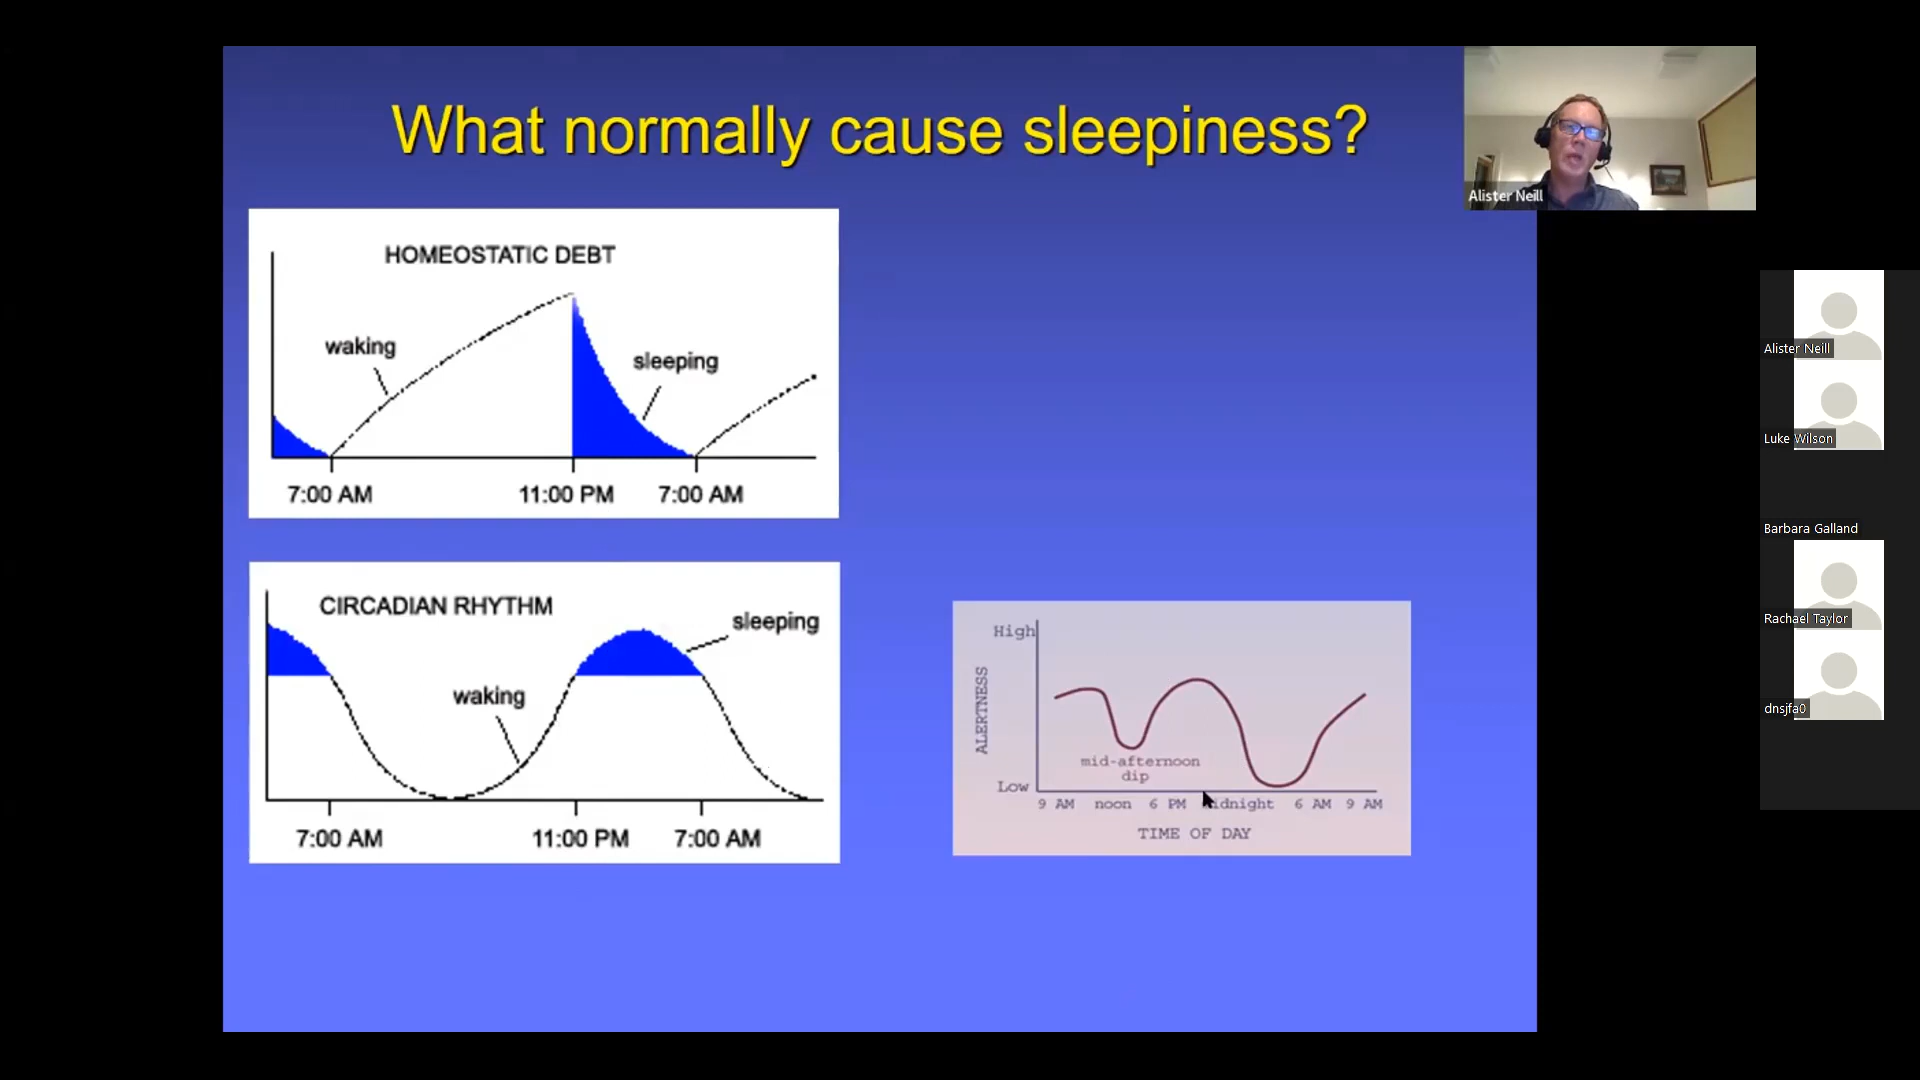 What normally cause sleepiness?
Alister Neill
HOMEOSTATIC DEBT
waking
sleeping
7:00 AM 11:00 PM 7:00 AM
CIRCADIAN RHYTHM
sleeping
waking
7:00 AM 11:00 PM 7:00 AM
High
ALERTNESS
mid-afternoon
dip
Low
9 AM noon 6 PM idnight 6 AM 9 AM
TIME OF DAY
Alister Neill
Luke Wilson
Barbara Galland
Rachael Taylor
dnsjfa0